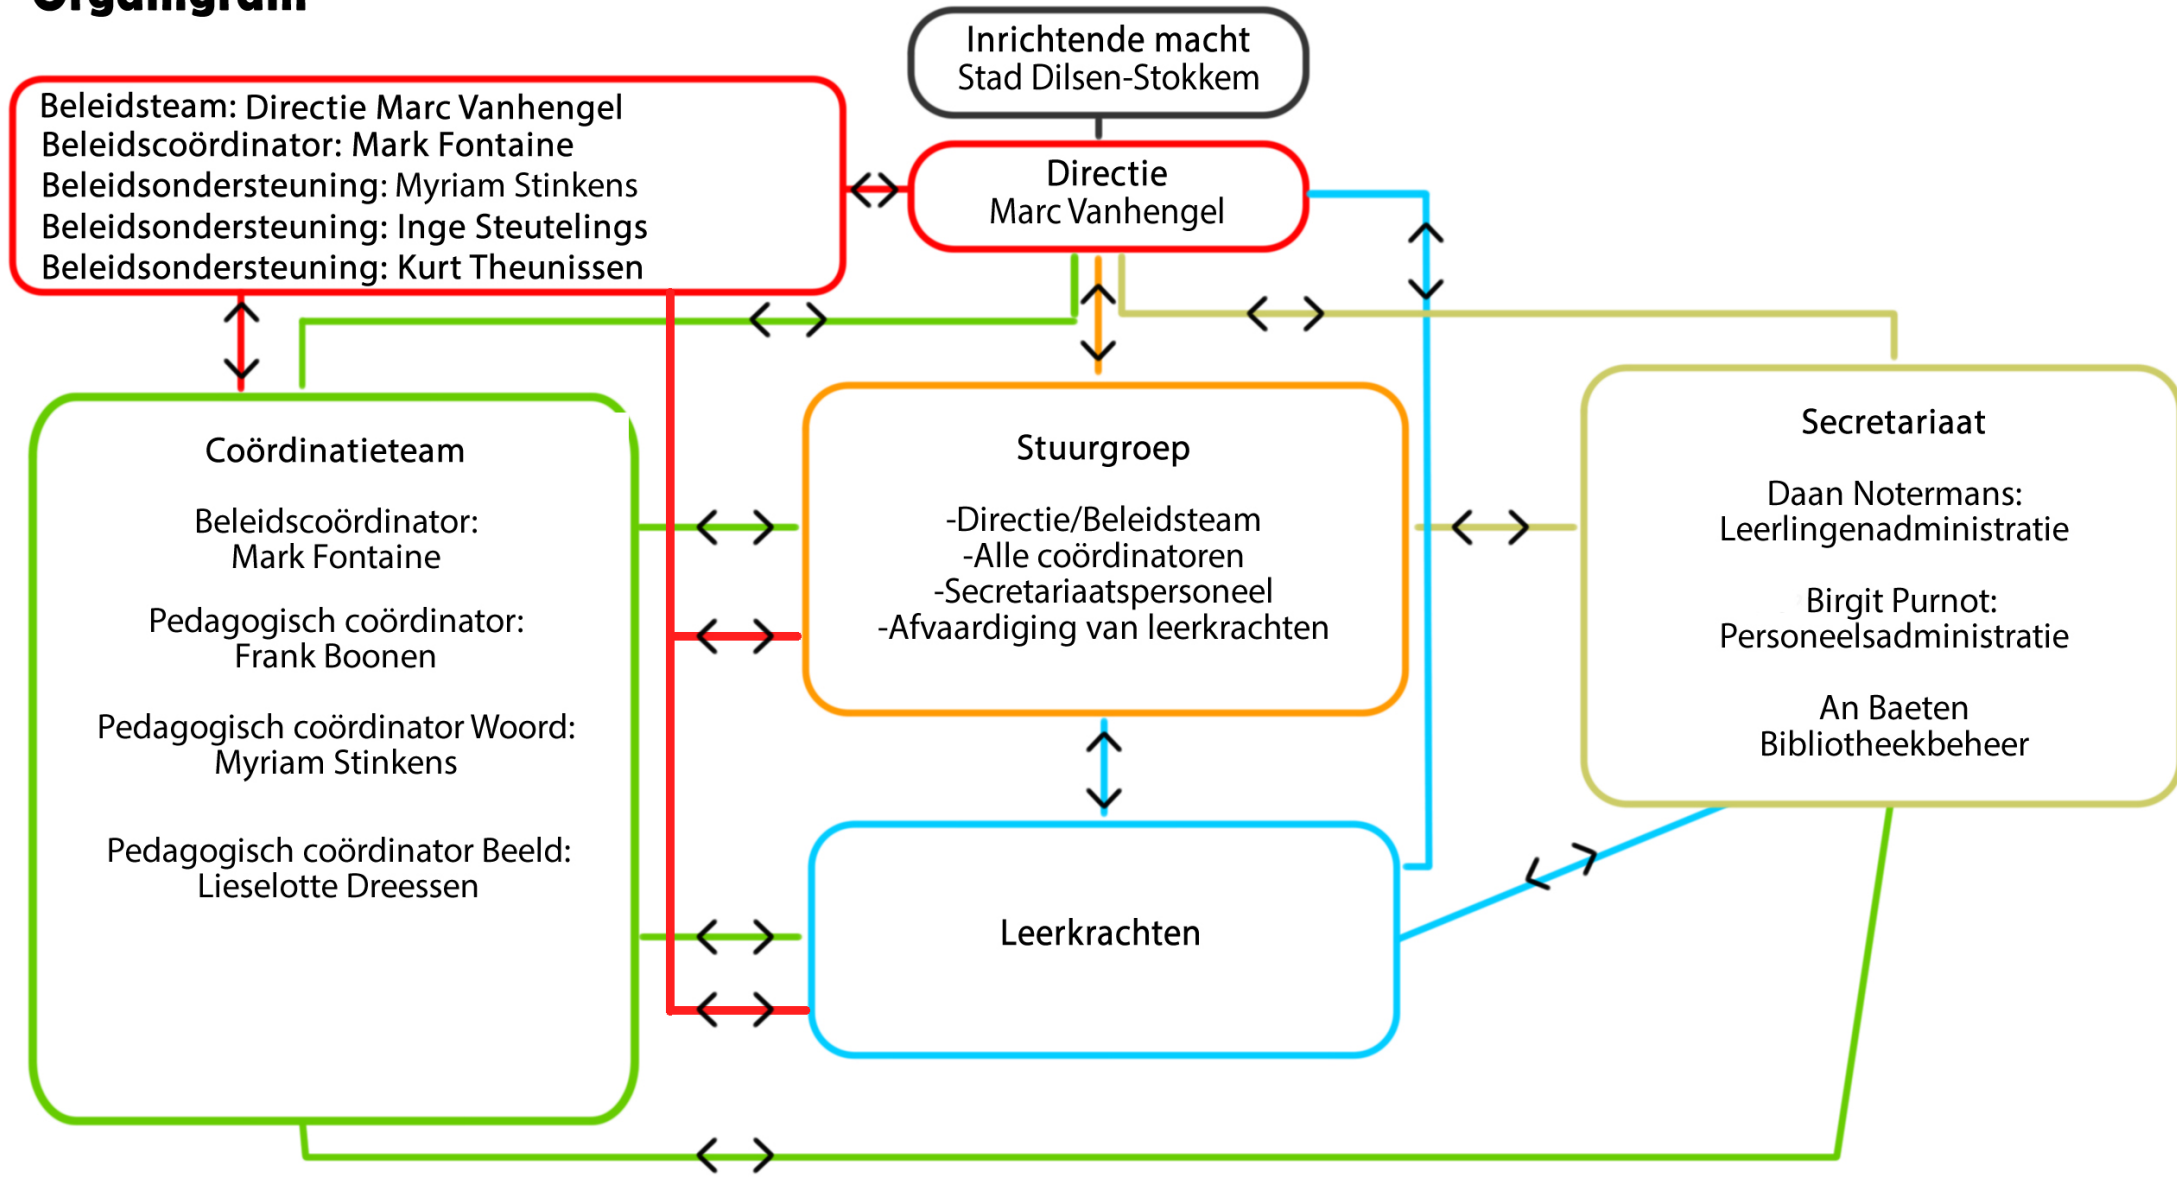 Organigram
Inrichtende macht
Stad Dilsen-Stokkem
Beleidsteam: Directie Marc Vanhengel
Beleidscoördinator: Mark Fontaine
Beleidsondersteuning: Myriam Stinkens
Beleidsondersteuning: Inge Steutelings
Beleidsondersteuning: Kurt Theunissen
Directie
Marc Vanhengel
Coördinatieteam
Beleidscoördinator:
Mark Fontaine
Pedagogisch coördinator:
Frank Boonen
Pedagogisch coördinator Woord:
Myriam Stinkens
Pedagogisch coördinator Beeld:
Lieselotte Dreessen
Stuurgroep
-Directie/Beleidsteam
-Alle coördinatoren
-Secretariaatspersoneel
-Afvaardiging van leerkrachten
Secretariaat
Daan Notermans:
Leerlingenadministratie
Birgit Purnot:
Personeelsadministratie
An Baeten
Bibliotheekbeheer
Leerkrachten